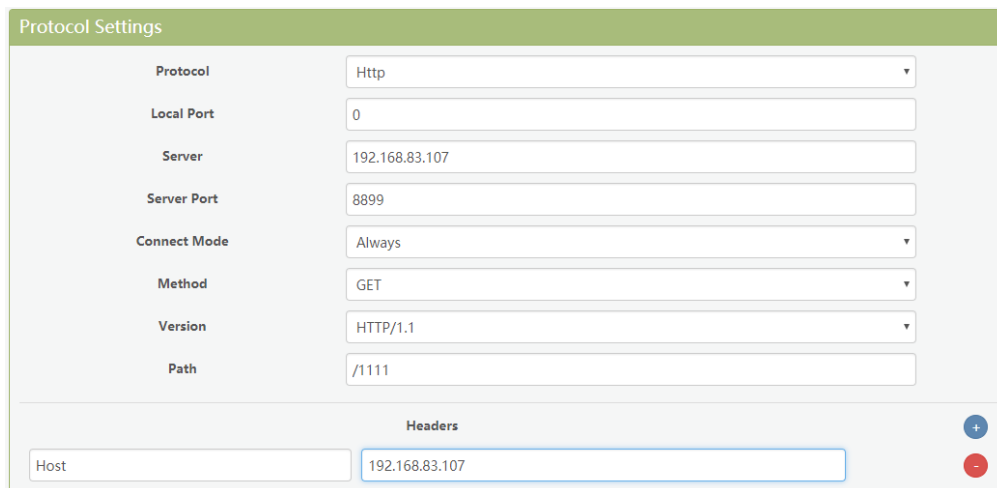 Protocol Settings
Protocol Http
Local Port 0
Server 192.168.83.107
Server Port 8899
Connect Mode Always
Method GET
Version HTTP/1.1
Path /1111
Headers +
Host 192.168.83.107 -